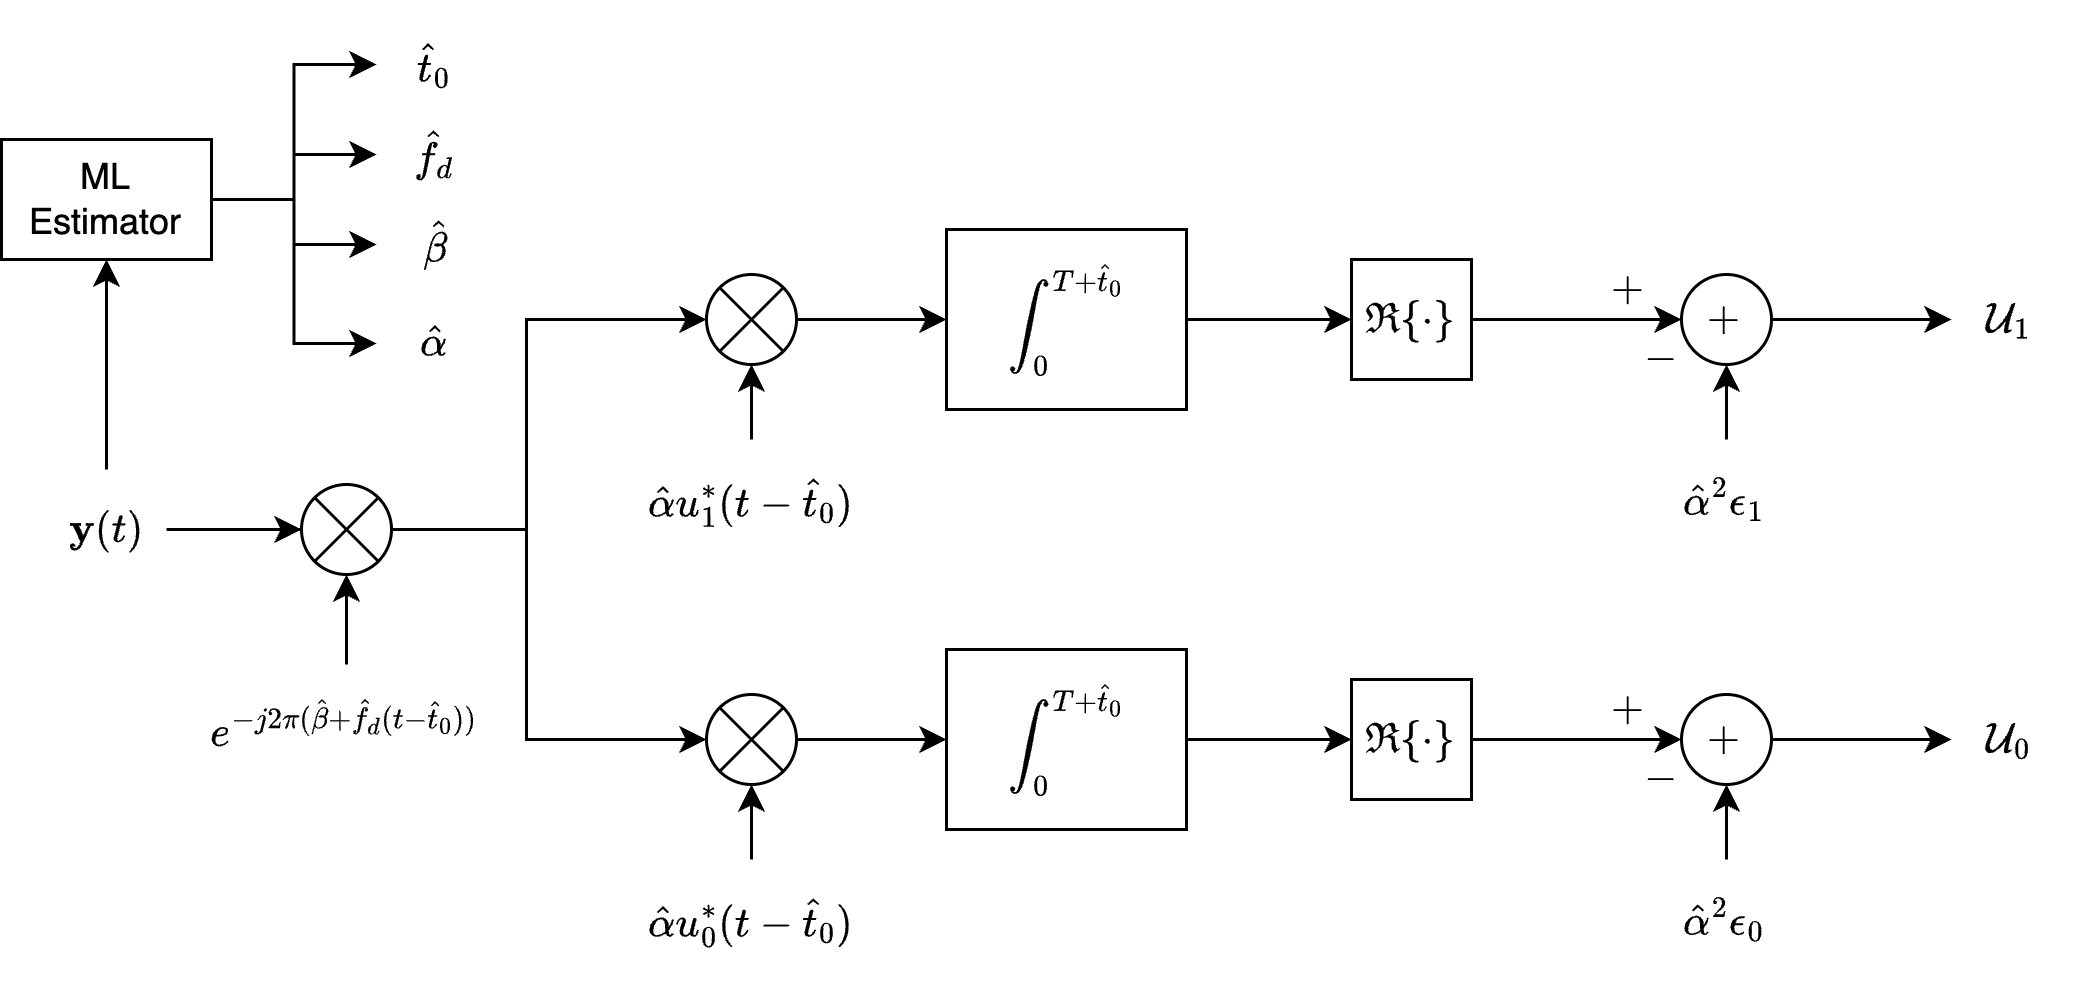 $\hat{t}_0$
$\hat{f}_d$
ML
Estimator
$\hat{\beta}$
$\hat{\alpha}$
$\int_0^{T+\hat{t}_0}$
$\Re\{\cdot\}$
+
−
+
$\mathcal{U}_1$
$\hat{\alpha}u_1^*(t-\hat{t}_0)$
$\hat{\alpha}^2\epsilon_1$
$\mathbf{y}(t)$
$e^{-j2\pi(\hat{\beta}+\hat{f}_d(t-\hat{t}_0))}$
$\int_0^{T+\hat{t}_0}$
$\Re\{\cdot\}$
+
−
+
$\mathcal{U}_0$
$\hat{\alpha}u_0^*(t-\hat{t}_0)$
$\hat{\alpha}^2\epsilon_0$